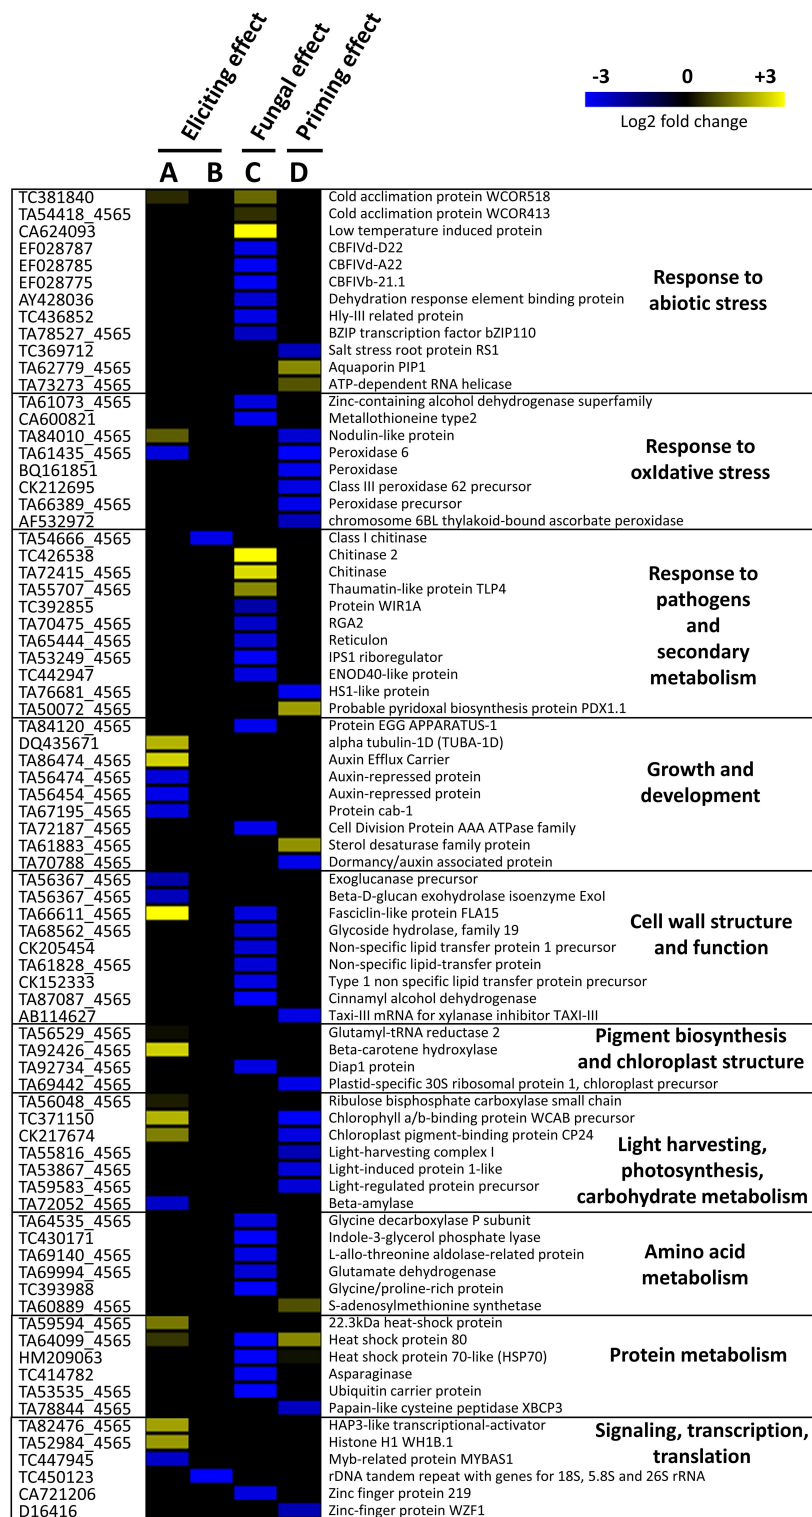 Eliciting effect
Fungal effect
Priming effect
-3 0 +3
Log2 fold change
A B C D
TC381840 Cold acclimation protein WCOR518
TA54418_4565 Cold acclimation protein WCOR413
CA624093 Low temperature induced protein
EF028787 CBFIVd-D22
EF028785 CBFIVd-A22
EF028775 CBFIVb-21.1
AY428036 Dehydration response element binding protein
TC436852 Hly-III related protein
TA78527_4565 BZIP transcription factor bZIP110
TC369712 Salt stress root protein RS1
TA62779_4565 Aquaporin PIP1
TA73273_4565 ATP-dependent RNA helicase
Response to
abiotic stress
TA61073_4565 Zinc-containing alcohol dehydrogenase superfamily
CA600821 Metallothioneine type2
TA84010_4565 Nodulin-like protein
TA61435_4565 Peroxidase 6
BQ161851 Peroxidase
CK212695 Class III peroxidase 62 precursor
TA66389_4565 Peroxidase precursor
AF532972 chromosome 6BL thylakoid-bound ascorbate peroxidase
Response to
oxIdative stress
TA54666_4565 Class I chitinase
TC426538 Chitinase 2
TA72415_4565 Chitinase
TA55707_4565 Thaumatin-like protein TLP4
TC392855 Protein WIR1A
TA70475_4565 RGA2
TA65444_4565 Reticulon
TA53249_4565 IPS1 riboregulator
TC442947 ENOD40-like protein
TA76681_4565 HS1-like protein
TA50072_4565 Probable pyridoxal biosynthesis protein PDX1.1
Response to
pathogens
and
secondary
metabolism
TA84120_4565 Protein EGG APPARATUS-1
DQ435671 alpha tubulin-1D (TUBA-1D)
TA86474_4565 Auxin Efflux Carrier
TA56474_4565 Auxin-repressed protein
TA56454_4565 Auxin-repressed protein
TA67195_4565 Protein cab-1
TA72187_4565 Cell Division Protein AAA ATPase family
TA61883_4565 Sterol desaturase family protein
TA70788_4565 Dormancy/auxin associated protein
Growth and
development
TA56367_4565 Exoglucanase precursor
TA56367_4565 Beta-D-glucan exohydrolase isoenzyme ExoI
TA66611_4565 Fasciclin-like protein FLA15
TA68562_4565 Glycoside hydrolase, family 19
CK205454 Non-specific lipid transfer protein 1 precursor
TA61828_4565 Non-specific lipid-transfer protein
CK152333 Type 1 non specific lipid transfer protein precursor
TA87087_4565 Cinnamyl alcohol dehydrogenase
AB114627 Taxi-III mRNA for xylanase inhibitor TAXI-III
Cell wall structure
and function
TA56529_4565 Glutamyl-tRNA reductase 2
TA92426_4565 Beta-carotene hydroxylase
TA92734_4565 Diap1 protein
TA69442_4565 Plastid-specific 30S ribosomal protein 1, chloroplast precursor
Pigment biosynthesis
and chloroplast structure
TA56048_4565 Ribulose bisphosphate carboxylase small chain
TC371150 Chlorophyll a/b-binding protein WCAB precursor
CK217674 Chloroplast pigment-binding protein CP24
TA55816_4565 Light-harvesting complex I
TA53867_4565 Light-induced protein 1-like
TA59583_4565 Light-regulated protein precursor
TA72052_4565 Beta-amylase
Light harvesting,
photosynthesis,
carbohydrate metabolism
TA64535_4565 Glycine decarboxylase P subunit
TC430171 Indole-3-glycerol phosphate lyase
TA69140_4565 L-allo-threonine aldolase-related protein
TA69994_4565 Glutamate dehydrogenase
TC393988 Glycine/proline-rich protein
TA60889_4565 S-adenosylmethionine synthetase
Amino acid
metabolism
TA59594_4565 22.3kDa heat-shock protein
TA64099_4565 Heat shock protein 80
HM209063 Heat shock protein 70-like (HSP70)
TC414782 Asparaginase
TA53535_4565 Ubiquitin carrier protein
TA78844_4565 Papain-like cysteine peptidase XBCP3
Protein metabolism
TA82476_4565 HAP3-like transcriptional-activator
TA52984_4565 Histone H1 WH1B.1
TC447945 Myb-related protein MYBAS1
TC450123 rDNA tandem repeat with genes for 18S, 5.8S and 26S rRNA
CA721206 Zinc finger protein 219
D16416 Zinc-finger protein WZF1
Signaling, transcription,
translation